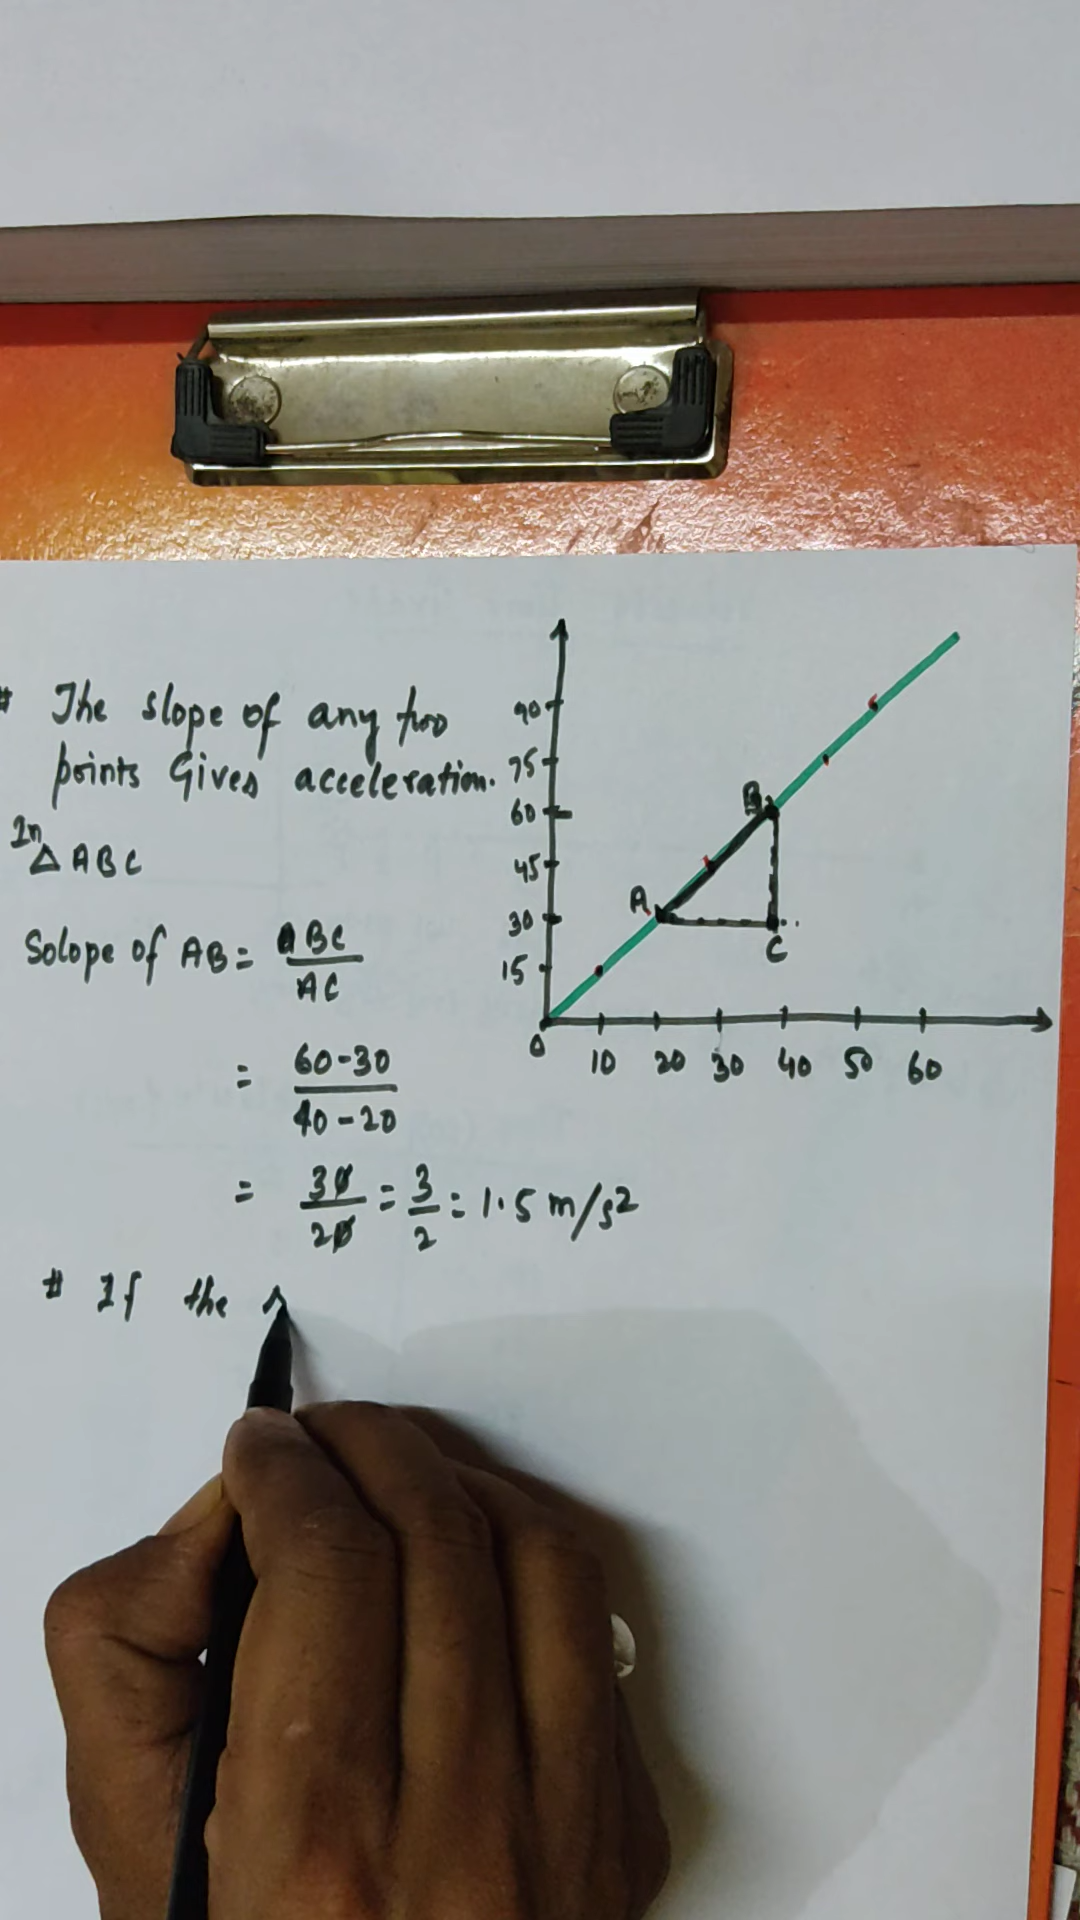 # The slope of any two
points Gives acceleration.
In
△ ABC
Solope of AB = BC
AC
= 60-30
40-20
= 30/20 = 3/2 = 1.5 m/s2
# If the s
90
75
60
45
30
15
0
10 20 30 40 50 60
A
B
C